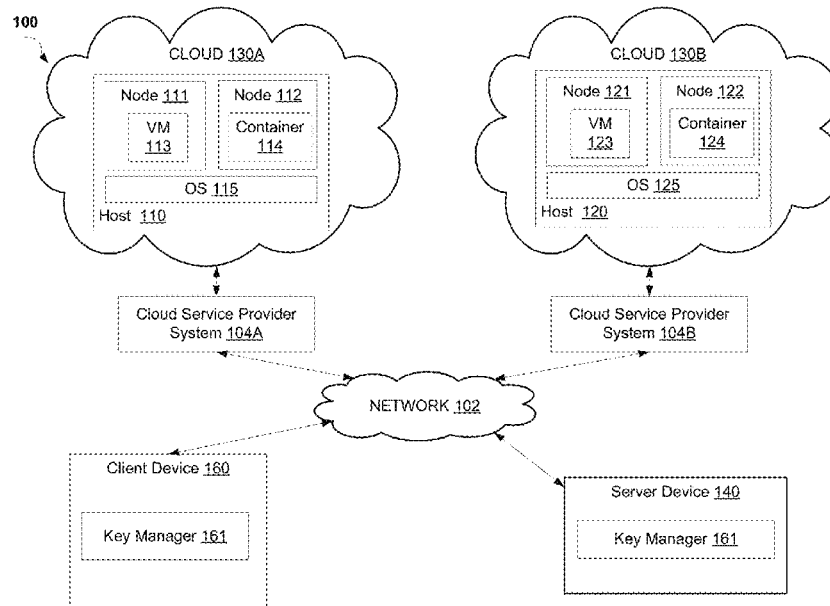 100
CLOUD 130A
Node 111
Node 112
VM
113
Container
114
OS 115
Host 110
CLOUD 130B
Node 121
Node 122
VM
123
Container
124
OS 125
Host 120
Cloud Service Provider
System 104A
Cloud Service Provider
System 104B
NETWORK 102
Client Device 160
Key Manager 161
Server Device 140
Key Manager 161